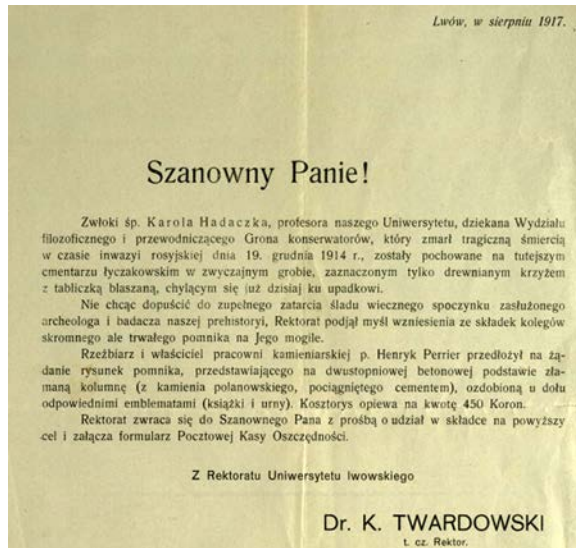 Lwów, w sierpniu 1917.
Szanowny Panie!
Zwłoki śp. Karola Hadaczka, profesora naszego Uniwersytetu, dziekana Wydziału
filozoficznego i przewodniczącego Grona konserwatorów, który zmarł tragiczną śmiercią
w czasie inwazyi rosyjskiej dnia 19. grudnia 1914 r., zostały pochowane na tutejszym
cmentarzu łyczakowskim w zwyczajnym grobie, zaznaczonym tylko drewnianym krzyżem
z tabliczką blaszaną, chylącym się już dzisiaj ku upadkowi.
Nie chcąc dopuścić do zupełnego zatarcia śladu wiecznego spoczynku zasłużonego
archeologa i badacza naszej prehistoryi, Rektorat podjął myśl wzniesienia ze składek kolegów
skromnego ale trwałego pomnika na Jego mogile.
Rzeźbiarz i właściciel pracowni kamieniarskiej p. Henryk Perrier przedłożył na żą-
danie rysunek pomnika, przedstawiającego na dwustopniowej betonowej podstawie zła-
maną kolumnę (z kamienia polanowskiego, pociągniętego cementem), ozdobioną u dołu
odpowiednimi emblematami (książki i urny). Kosztorys opiewa na kwotę 450 Koron.
Rektorat zwraca się do Szanownego Pana z prośbą o udział w składce na powyższy
cel i załącza formularz Pocztowej Kasy Oszczędności.
Z Rektoratu Uniwersytetu lwowskiego
Dr. K. TWARDOWSKI
t. cz. Rektor.